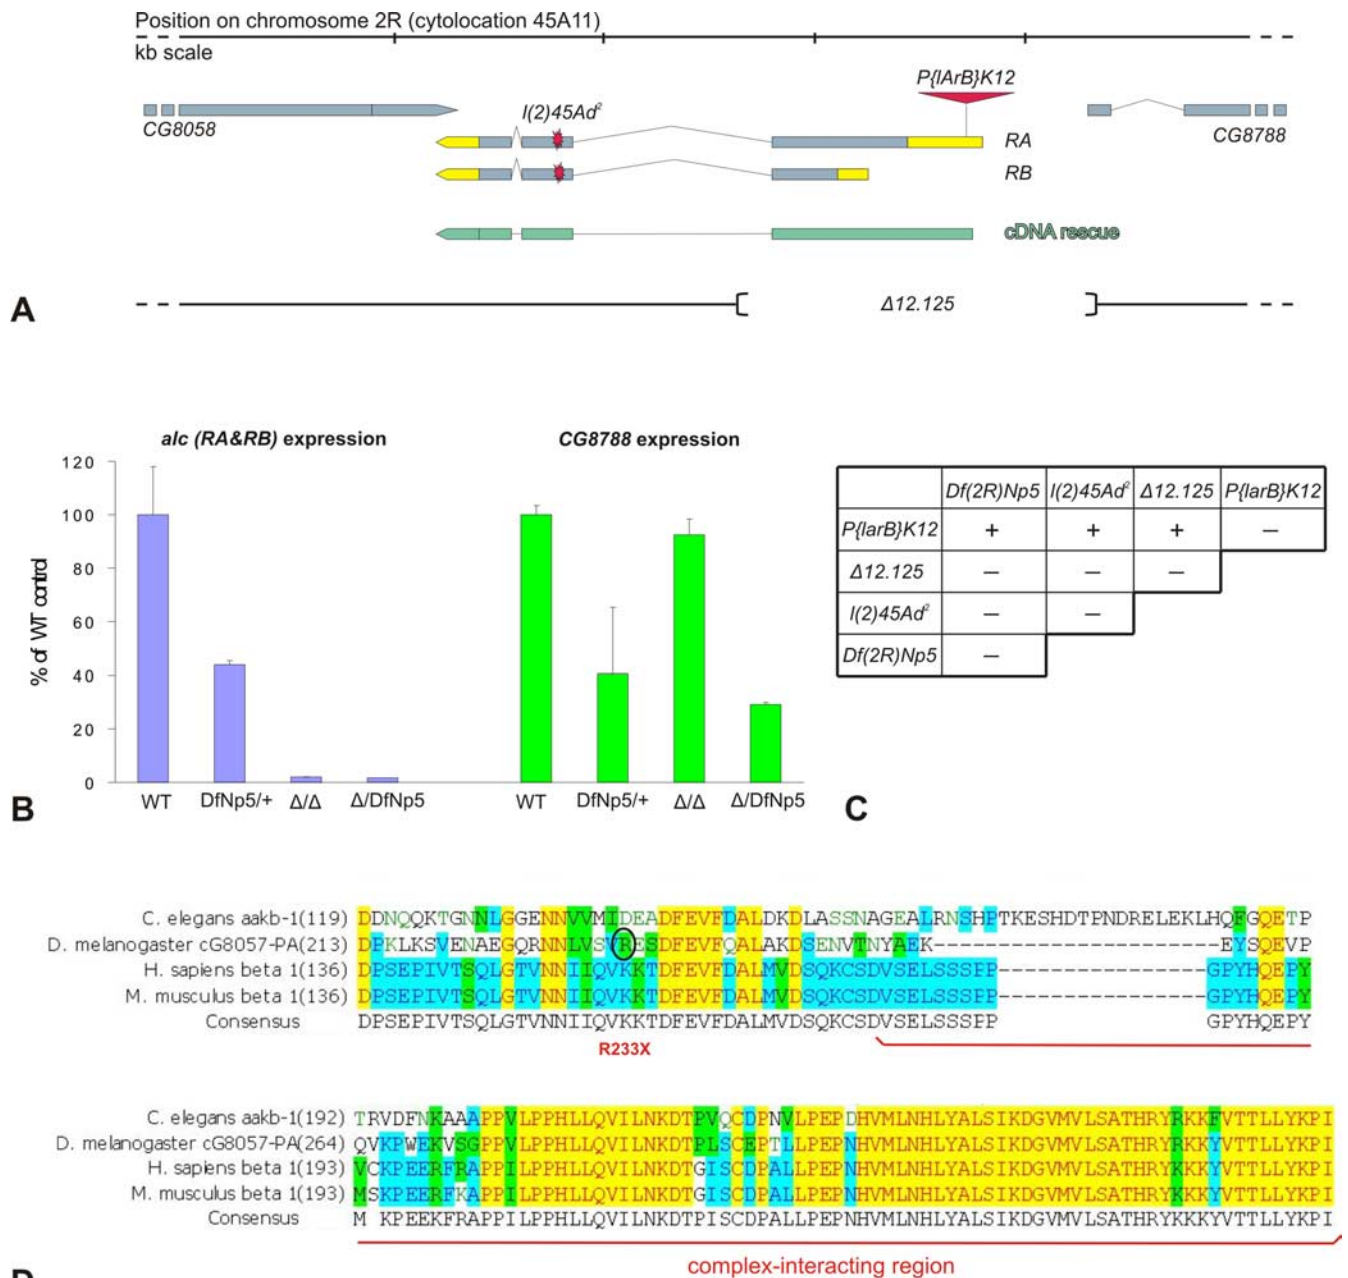 Position on chromosome 2R (cytolocation 45A11)
kb scale
P{lArB}K12
l(2)45Ad²
CG8058
CG8788
RA
RB
cDNA rescue
A
Δ12.125
alc (RA&RB) expression
CG8788 expression
% of WT control
120
100
80
60
40
20
0
WT DfNp5/+ Δ/Δ Δ/DfNp5
WT DfNp5/+ Δ/Δ Δ/DfNp5
B
Df(2R)Np5 l(2)45Ad² Δ12.125 P{larB}K12
P{larB}K12 + + + —
Δ12.125 — — —
l(2)45Ad² — —
Df(2R)Np5 —
C
C. elegans aakb-1(119) DDNQQKTGNNLGGENNVVMIDEADFEVFDALDKDLASSNAGEALRNSHPTKESHDTPNDRELEKLHQFGQETP
D. melanogaster cG8057-PA(213) DPKLKSVENAEGQRNNLVSVRESDFEVFQALAKDSENVTNYAEK--------------------EYSQEVP
H. sapiens beta 1(136) DPSEPIVTSQLGTVNNIIQVKKTDFEVFDALMVDSQKCSDVSELSSSPP---------------GPYHQEPY
M. musculus beta 1(136) DPSEPIVTSQLGTVNNIIQVKKTDFEVFDALMVDSQKCSDVSELSSSPP---------------GPYHQEPY
Consensus DPSEPIVTSQLGTVNNIIQVKKTDFEVFDALMVDSQKCSDVSELSSSPP GPYHQEPY
R233X
C. elegans aakb-1(192) TRVDFNKAAAPPVLPPHLLQVILNKDTPVQCDPNVLPEPDHVMLNHLYALSIKDGVMVLSATHRYRKKFVTTLLYKPI
D. melanogaster cG8057-PA(264) QVKPWEKVSGPPVLPPHLLQVILNKDTPLSCEPTLLPEPNHVMLNHLYALSIKDGVMVLSATHRYRKKYVTTLLYKPI
H. sapiens beta 1(193) VCKPEERFRAPPILPPHLLQVILNKDTGISCDPALLPEPNHVMLNHLYALSIKDGVMVLSATHRYKKKYVTTLLYKPI
M. musculus beta 1(193) MSKPEERFKAPPILPPHLLQVILNKDTGISCDPALLPEPNHVMLNHLYALSIKDGVMVLSATHRYKKKYVTTLLYKPI
Consensus M KPEEKFRAPPILPPHLLQVILNKDTPISCDPALLPEPNHVMLNHLYALSIKDGVMVLSATHRYKKKYVTTLLYKPI
complex-interacting region